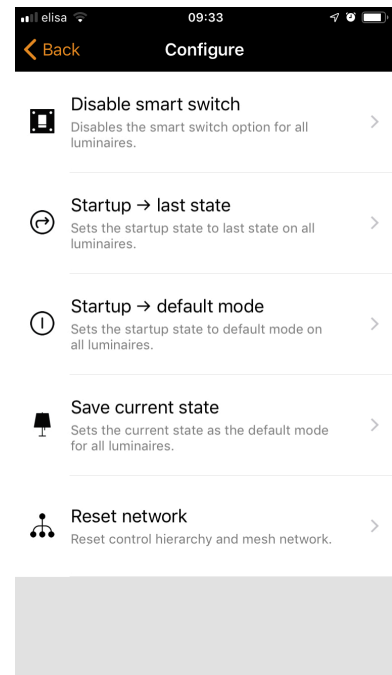 elisa 09:33
Back Configure
Disable smart switch
Disables the smart switch option for all
luminaires.
Startup → last state
Sets the startup state to last state on all
luminaires.
Startup → default mode
Sets the startup state to default mode on
all luminaires.
Save current state
Sets the current state as the default mode
for all luminaires.
Reset network
Reset control hierarchy and mesh network.